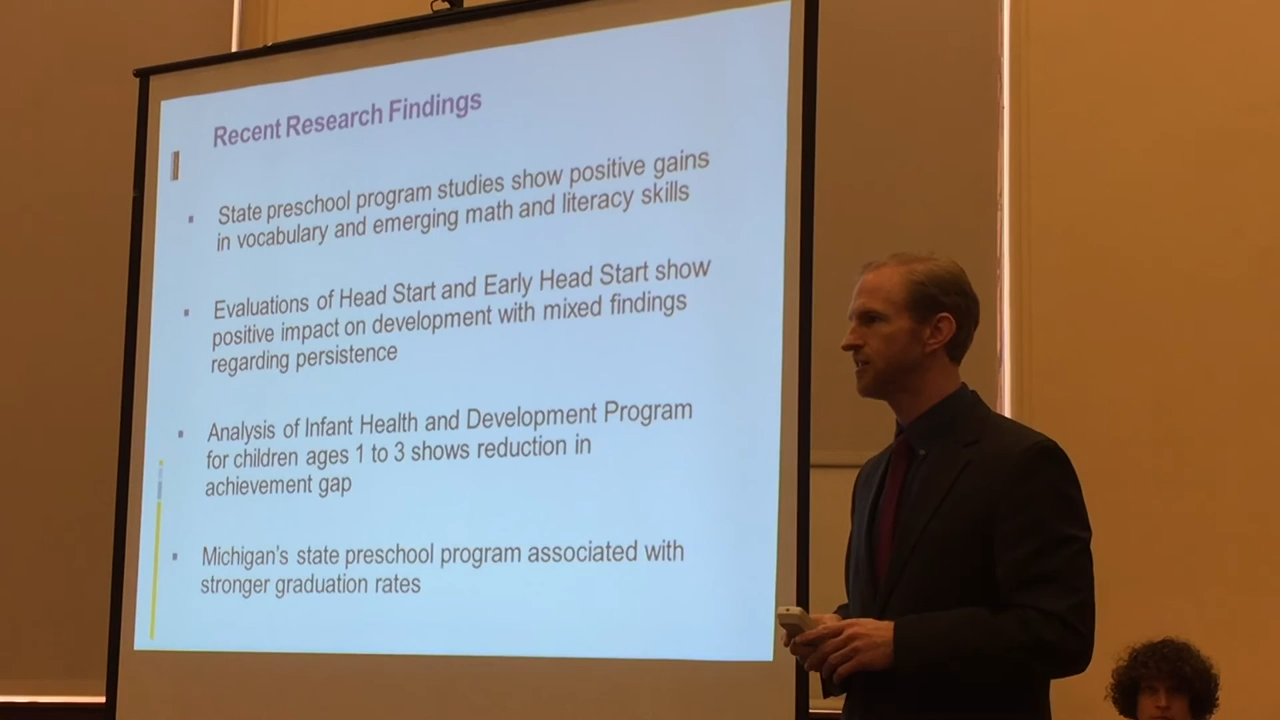 Recent Research Findings
State preschool program studies show positive gains
in vocabulary and emerging math and literacy skills
Evaluations of Head Start and Early Head Start show
positive impact on development with mixed findings
regarding persistence
Analysis of Infant Health and Development Program
for children ages 1 to 3 shows reduction in
achievement gap
Michigan's state preschool program associated with
stronger graduation rates